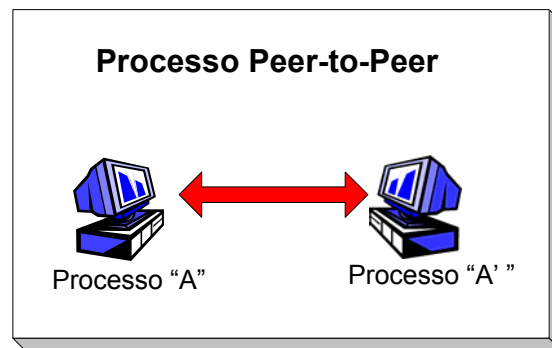 Processo Peer-to-Peer
Processo “A”
Processo “A’ ”